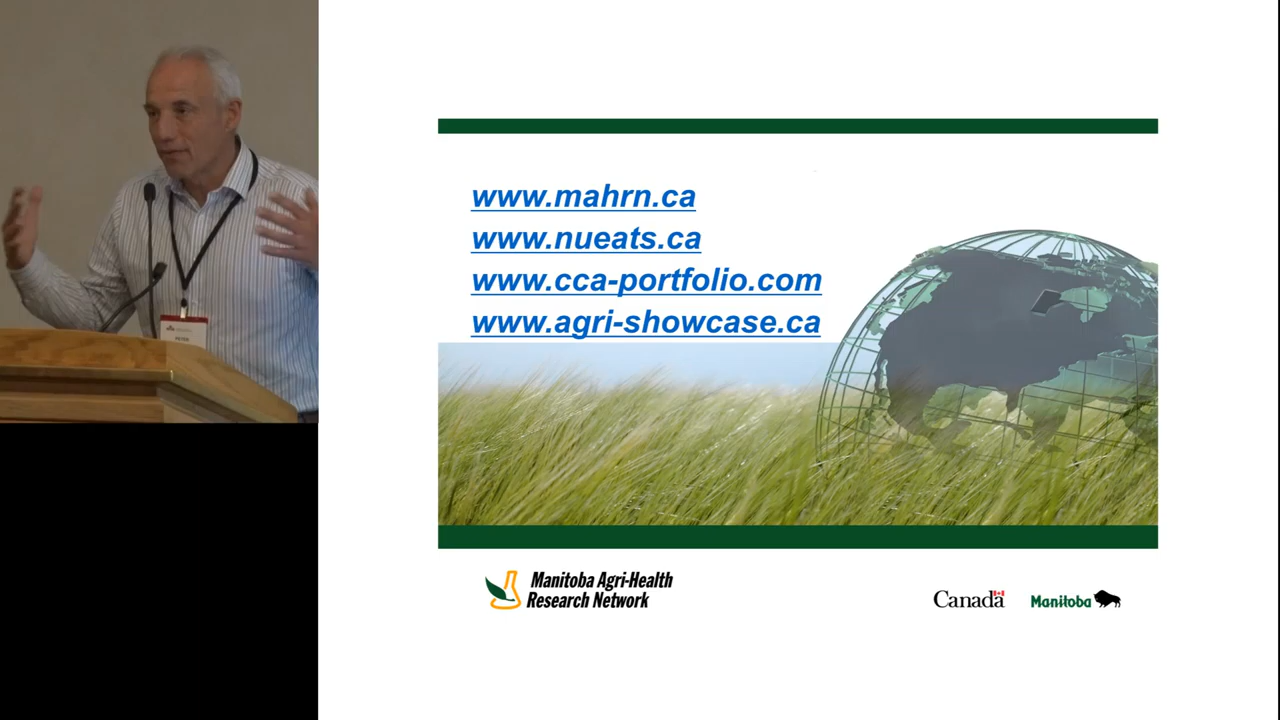 www.mahrn.ca
www.nueats.ca
www.cca-portfolio.com
www.agri-showcase.ca
Manitoba Agri-Health
Research Network
Canada
Manitoba
PETER